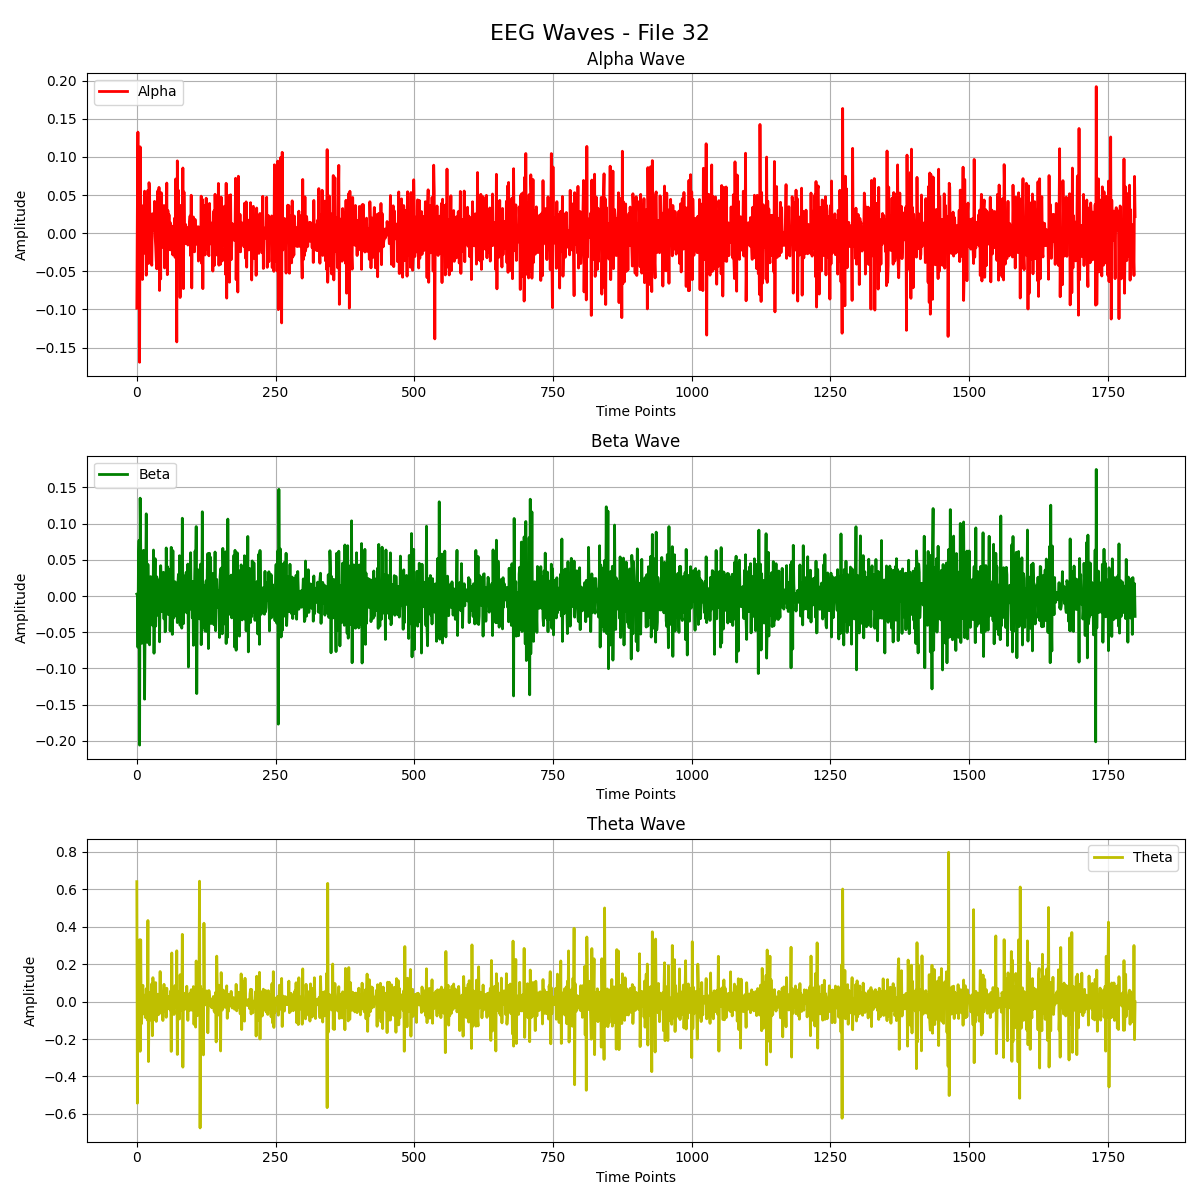 EEG Waves - File 32
Alpha Wave
Alpha
0.20
0.15
0.10
0.05
0.00
−0.05
−0.10
−0.15
Amplitude
0 250 500 750 1000 1250 1500 1750
Time Points
Beta Wave
Beta
0.15
0.10
0.05
0.00
−0.05
−0.10
−0.15
−0.20
Amplitude
0 250 500 750 1000 1250 1500 1750
Time Points
Theta Wave
Theta
0.8
0.6
0.4
0.2
0.0
−0.2
−0.4
−0.6
Amplitude
0 250 500 750 1000 1250 1500 1750
Time Points